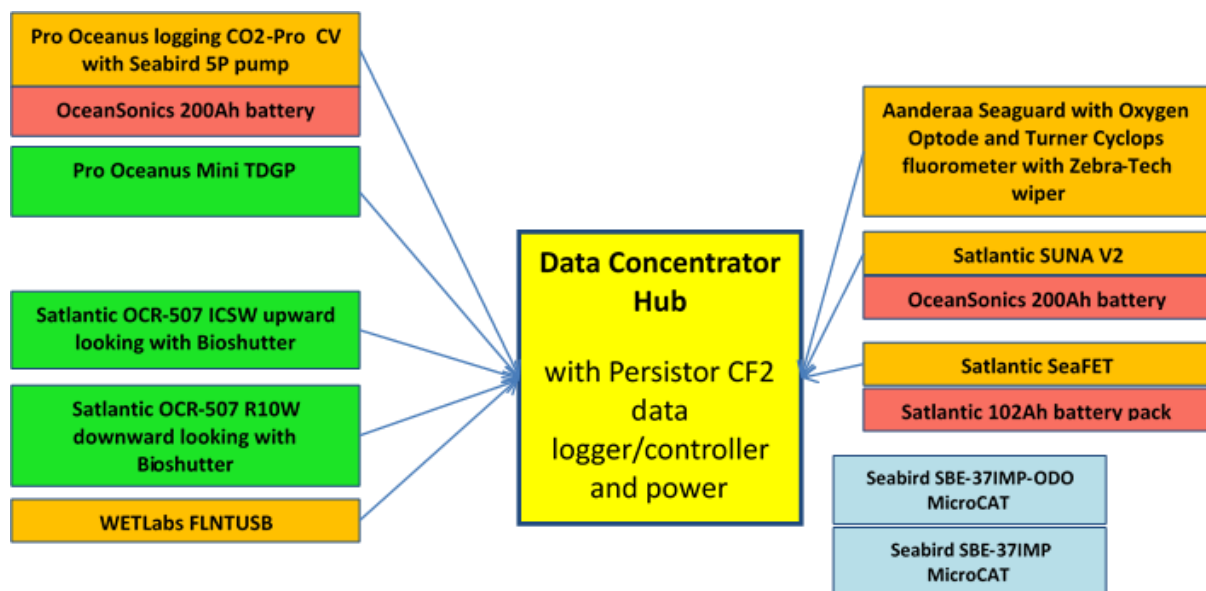 Pro Oceanus logging CO2-Pro CV
with Seabird 5P pump
OceanSonics 200Ah battery
Pro Oceanus Mini TDGP
Satlantic OCR-507 ICSW upward
looking with Bioshutter
Satlantic OCR-507 R10W
downward looking with
Bioshutter
WETLabs FLNTUSB
Data Concentrator
Hub
with Persistor CF2
data
logger/controller
and power
Aanderaa Seaguard with Oxygen
Optode and Turner Cyclops
fluorometer with Zebra-Tech
wiper
Satlantic SUNA V2
OceanSonics 200Ah battery
Satlantic SeaFET
Satlantic 102Ah battery pack
Seabird SBE-37IMP-ODO
MicroCAT
Seabird SBE-37IMP
MicroCAT